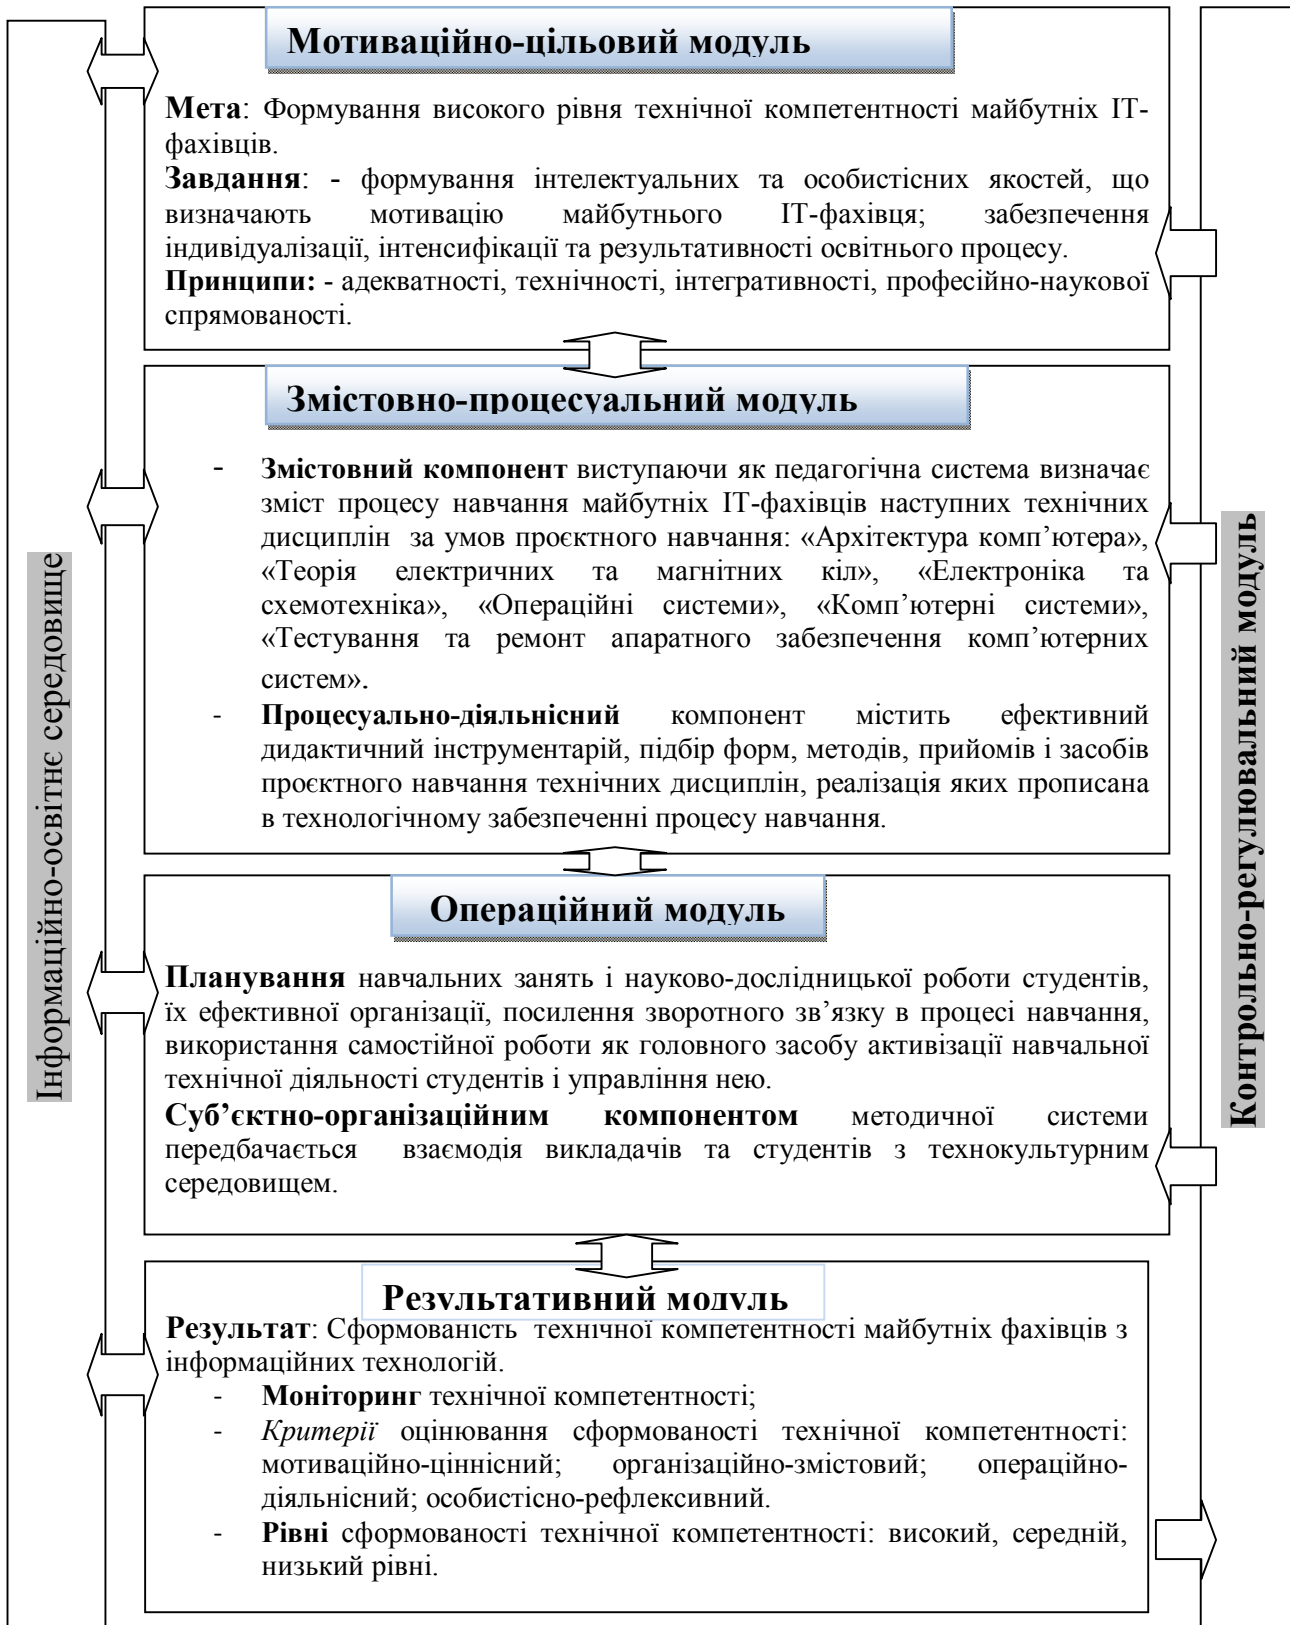 Мотиваційно-цільовий модуль
Мета: Формування високого рівня технічної компетентності майбутніх ІТ-
фахівців.
Завдання: - формування інтелектуальних та особистісних якостей, що
визначають мотивацію майбутнього ІТ-фахівця; забезпечення
індивідуалізації, інтенсифікації та результативності освітнього процесу.
Принципи: - адекватності, технічності, інтегративності, професійно-наукової
спрямованості.
Змістовно-процесуальний модуль
- Змістовний компонент виступаючи як педагогічна система визначає
зміст процесу навчання майбутніх ІТ-фахівців наступних технічних
дисциплін за умов проєктного навчання: «Архітектура комп’ютера»,
«Теорія електричних та магнітних кіл», «Електроніка та
схемотехніка», «Операційні системи», «Комп’ютерні системи»,
«Тестування та ремонт апаратного забезпечення комп’ютерних
систем».
- Процесуально-діяльнісний компонент містить ефективний
дидактичний інструментарій, підбір форм, методів, прийомів і засобів
проєктного навчання технічних дисциплін, реалізація яких прописана
в технологічному забезпеченні процесу навчання.
Операційний модуль
Планування навчальних занять і науково-дослідницької роботи студентів,
їх ефективної організації, посилення зворотного зв’язку в процесі навчання,
використання самостійної роботи як головного засобу активізації навчальної
технічної діяльності студентів і управління нею.
Суб’єктно-організаційним компонентом методичної системи
передбачається взаємодія викладачів та студентів з технокультурним
середовищем.
Результативний модуль
Результат: Сформованість технічної компетентності майбутніх фахівців з
інформаційних технологій.
- Моніторинг технічної компетентності;
- Критерії оцінювання сформованості технічної компетентності:
мотиваційно-ціннісний; організаційно-змістовий; операційно-
діяльнісний; особистісно-рефлексивний.
- Рівні сформованості технічної компетентності: високий, середній,
низький рівні.
Інформаційно-освітнє середовище
Контрольно-регулювальний модуль